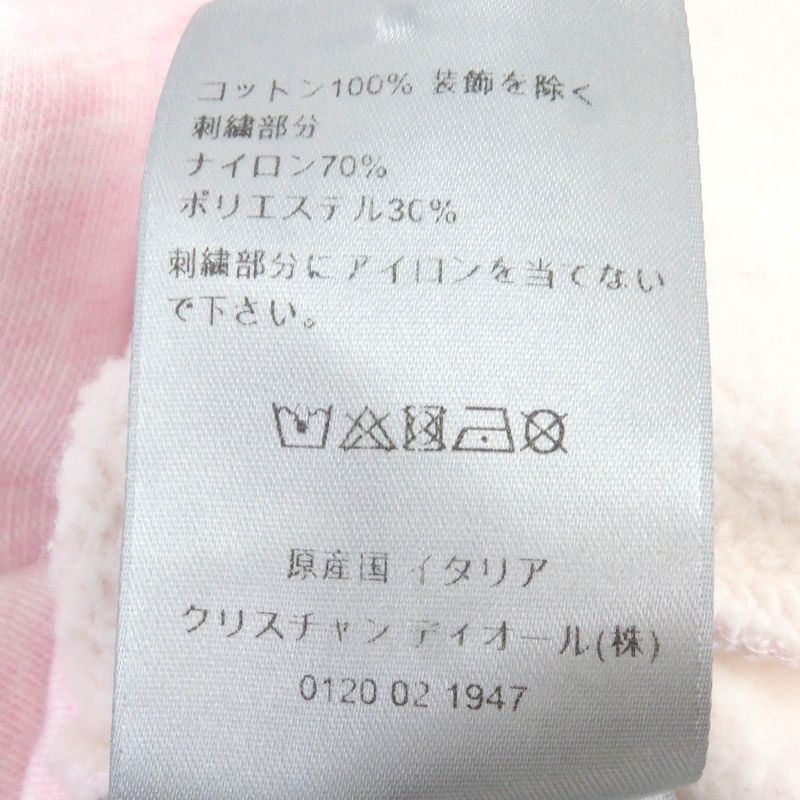 コットン100% 装飾を除く
刺繍部分
ナイロン70%
ポリエステル30%
刺繍部分にアイロンを当てない
で下さい。
原産国 イタリア
クリスチャン ディオール(株)
0120 02 1947